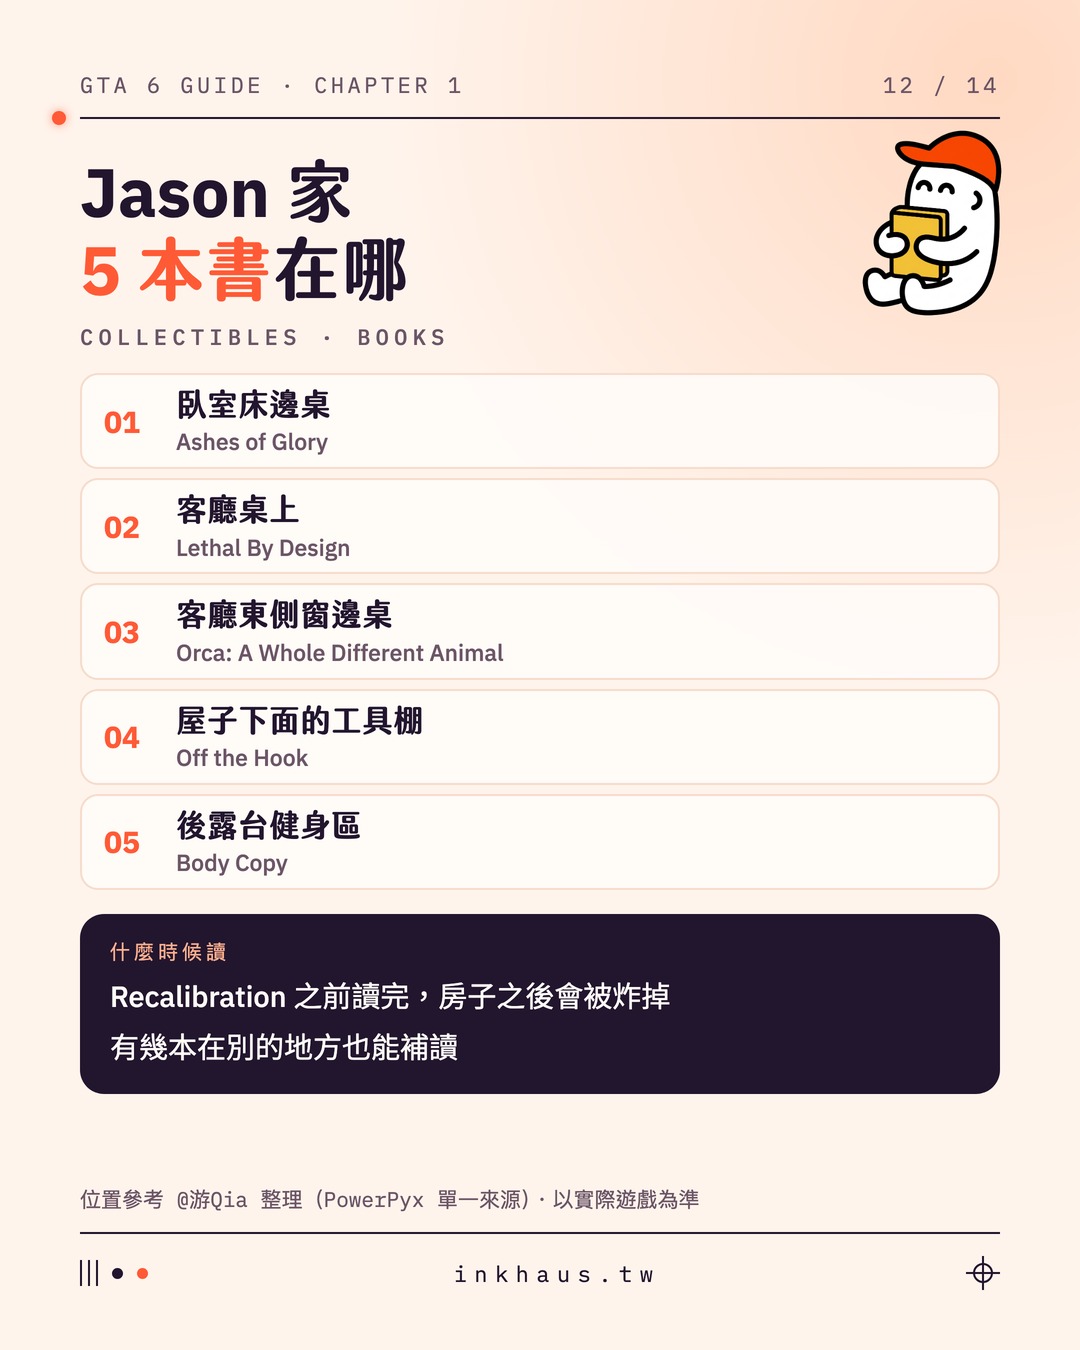 GTA 6 GUIDE · CHAPTER 1
12 / 14
Jason 家
5 本書在哪
COLLECTIBLES · BOOKS
01
臥室床邊桌
Ashes of Glory
02
客廳桌上
Lethal By Design
03
客廳東側窗邊桌
Orca: A Whole Different Animal
04
屋子下面的工具棚
Off the Hook
05
後露台健身區
Body Copy
什麼時候讀
Recalibration 之前讀完，房子之後會被炸掉
有幾本在別的地方也能補讀
位置參考 @游Qia 整理（PowerPyx 單一來源）· 以實際遊戲為準
inkhaus.tw